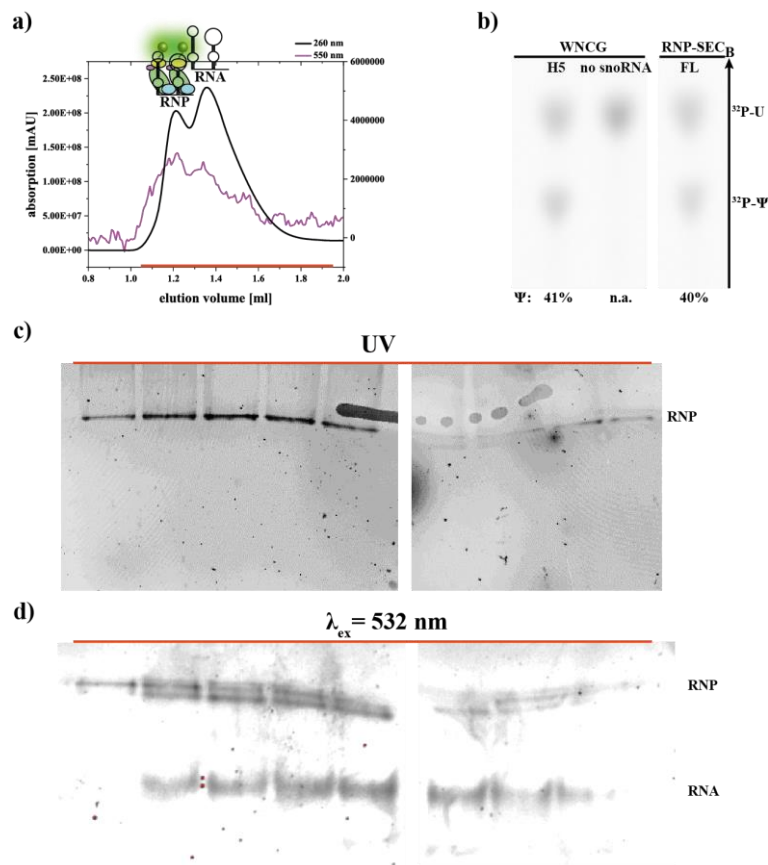 a)
260 nm
550 nm
RNP
RNA
2.50E+08
2.00E+08
1.50E+08
1.00E+08
5.00E+07
0.00E+00
6000000
4000000
2000000
0
absorption [mAU]
0.8 1.0 1.2 1.4 1.6 1.8 2.0
elution volume [ml]
b)
WNCG RNP-SEC B
H5 no snoRNA FL
³²P-U
³²P-Ψ
Ψ: 41% n.a. 40%
c)
UV
RNP
d)
λex= 532 nm
RNP
RNA